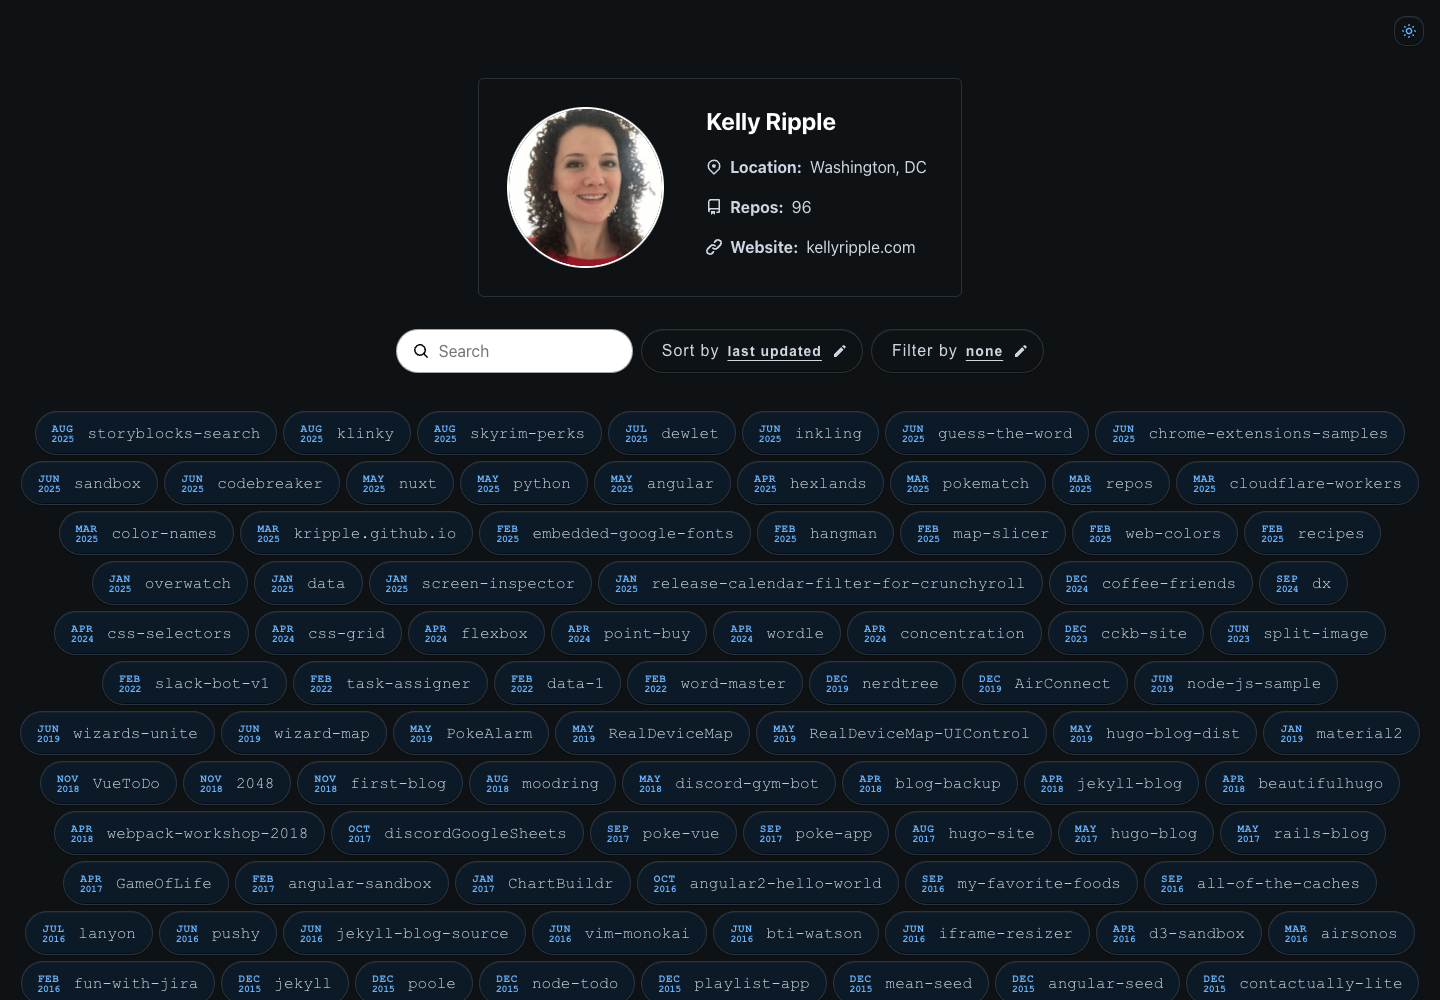 Kelly Ripple
Location: Washington, DC
Repos: 96
Website: kellyripple.com
Search
Sort by last updated
Filter by none
AUG 2025 storyblocks-search AUG 2025 klinky AUG 2025 skyrim-perks JUL 2025 dewlet JUN 2025 inkling JUN 2025 guess-the-word JUN 2025 chrome-extensions-samples
JUN 2025 sandbox JUN 2025 codebreaker MAY 2025 nuxt MAY 2025 python MAY 2025 angular APR 2025 hexlands MAR 2025 pokematch MAR 2025 repos MAR 2025 cloudflare-workers
MAR 2025 color-names MAR 2025 kripple.github.io FEB 2025 embedded-google-fonts FEB 2025 hangman FEB 2025 map-slicer FEB 2025 web-colors FEB 2025 recipes
JAN 2025 overwatch JAN 2025 data JAN 2025 screen-inspector JAN 2025 release-calendar-filter-for-crunchyroll DEC 2024 coffee-friends SEP 2024 dx
APR 2024 css-selectors APR 2024 css-grid APR 2024 flexbox APR 2024 point-buy APR 2024 wordle APR 2024 concentration DEC 2023 cckb-site JUN 2023 split-image
FEB 2022 slack-bot-v1 FEB 2022 task-assigner FEB 2022 data-1 FEB 2022 word-master DEC 2019 nerdtree DEC 2019 AirConnect JUN 2019 node-js-sample
JUN 2019 wizards-unite JUN 2019 wizard-map MAY 2019 PokeAlarm MAY 2019 RealDeviceMap MAY 2019 RealDeviceMap-UIControl MAY 2019 hugo-blog-dist JAN 2019 material2
NOV 2018 VueToDo NOV 2018 2048 NOV 2018 first-blog AUG 2018 moodring MAY 2018 discord-gym-bot APR 2018 blog-backup APR 2018 jekyll-blog APR 2018 beautifulhugo
APR 2018 webpack-workshop-2018 OCT 2017 discordGoogleSheets SEP 2017 poke-vue SEP 2017 poke-app AUG 2017 hugo-site MAY 2017 hugo-blog MAY 2017 rails-blog
APR 2017 GameOfLife FEB 2017 angular-sandbox JAN 2017 ChartBuildr OCT 2016 angular2-hello-world SEP 2016 my-favorite-foods SEP 2016 all-of-the-caches
JUL 2016 lanyon JUN 2016 pushy JUN 2016 jekyll-blog-source JUN 2016 vim-monokai JUN 2016 bti-watson JUN 2016 iframe-resizer APR 2016 d3-sandbox MAR 2016 airsonos
FEB 2016 fun-with-jira DEC 2015 jekyll DEC 2015 poole DEC 2015 node-todo DEC 2015 playlist-app DEC 2015 mean-seed DEC 2015 angular-seed DEC 2015 contactually-lite